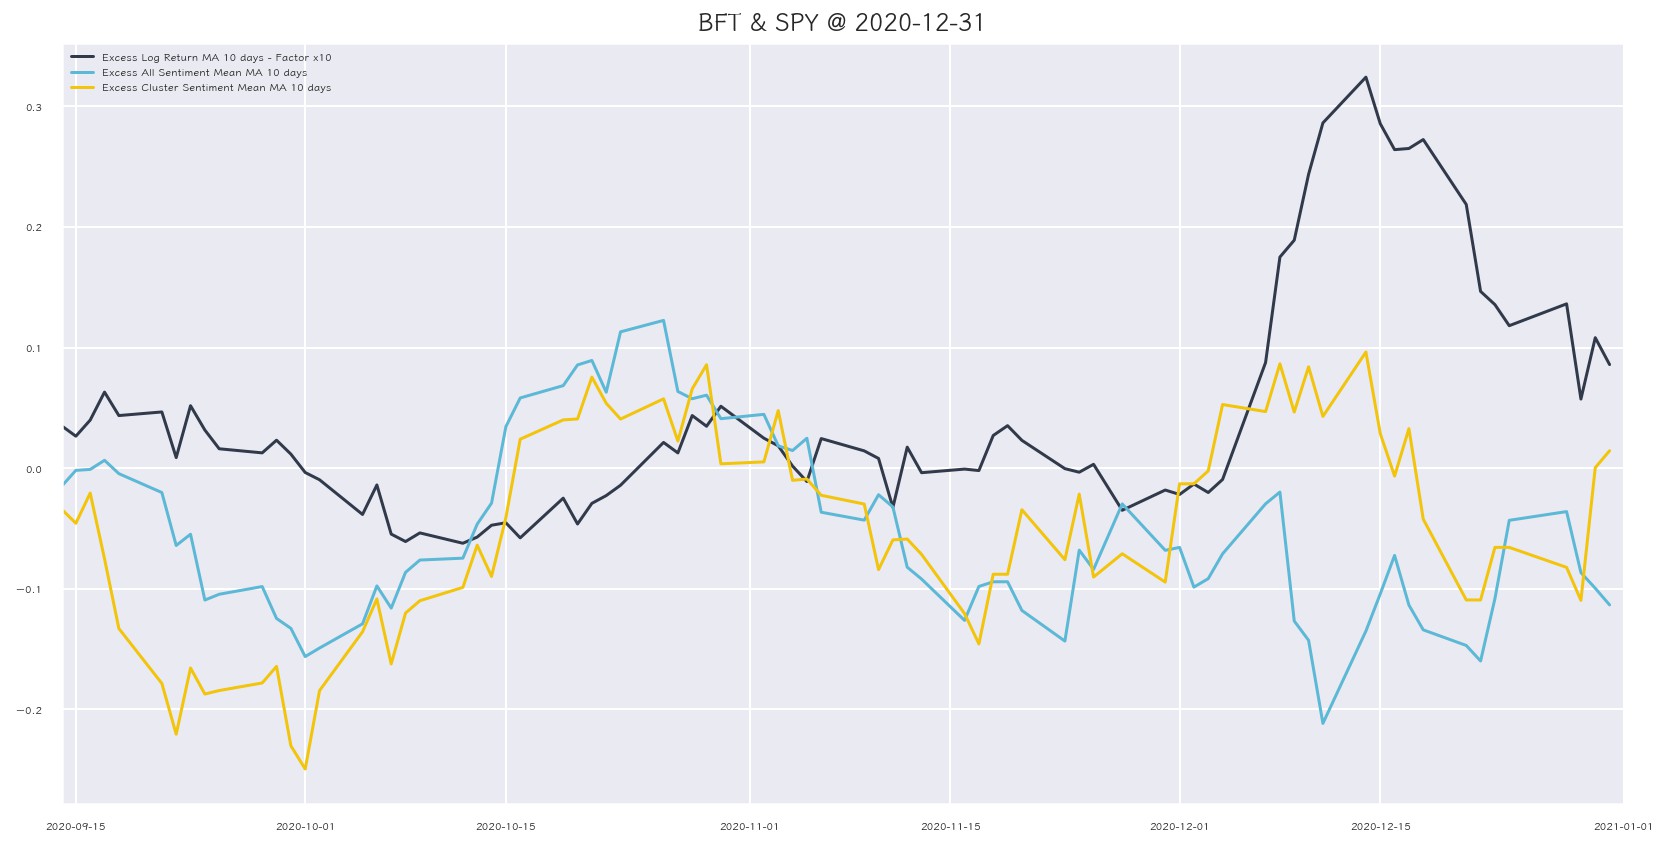 BFT & SPY @ 2020-12-31
Excess Log Return MA 10 days - Factor x10
Excess All Sentiment Mean MA 10 days
Excess Cluster Sentiment Mean MA 10 days
0.3
0.2
0.1
0.0
−0.1
−0.2
2020-09-15 2020-10-01 2020-10-15 2020-11-01 2020-11-15 2020-12-01 2020-12-15 2021-01-01